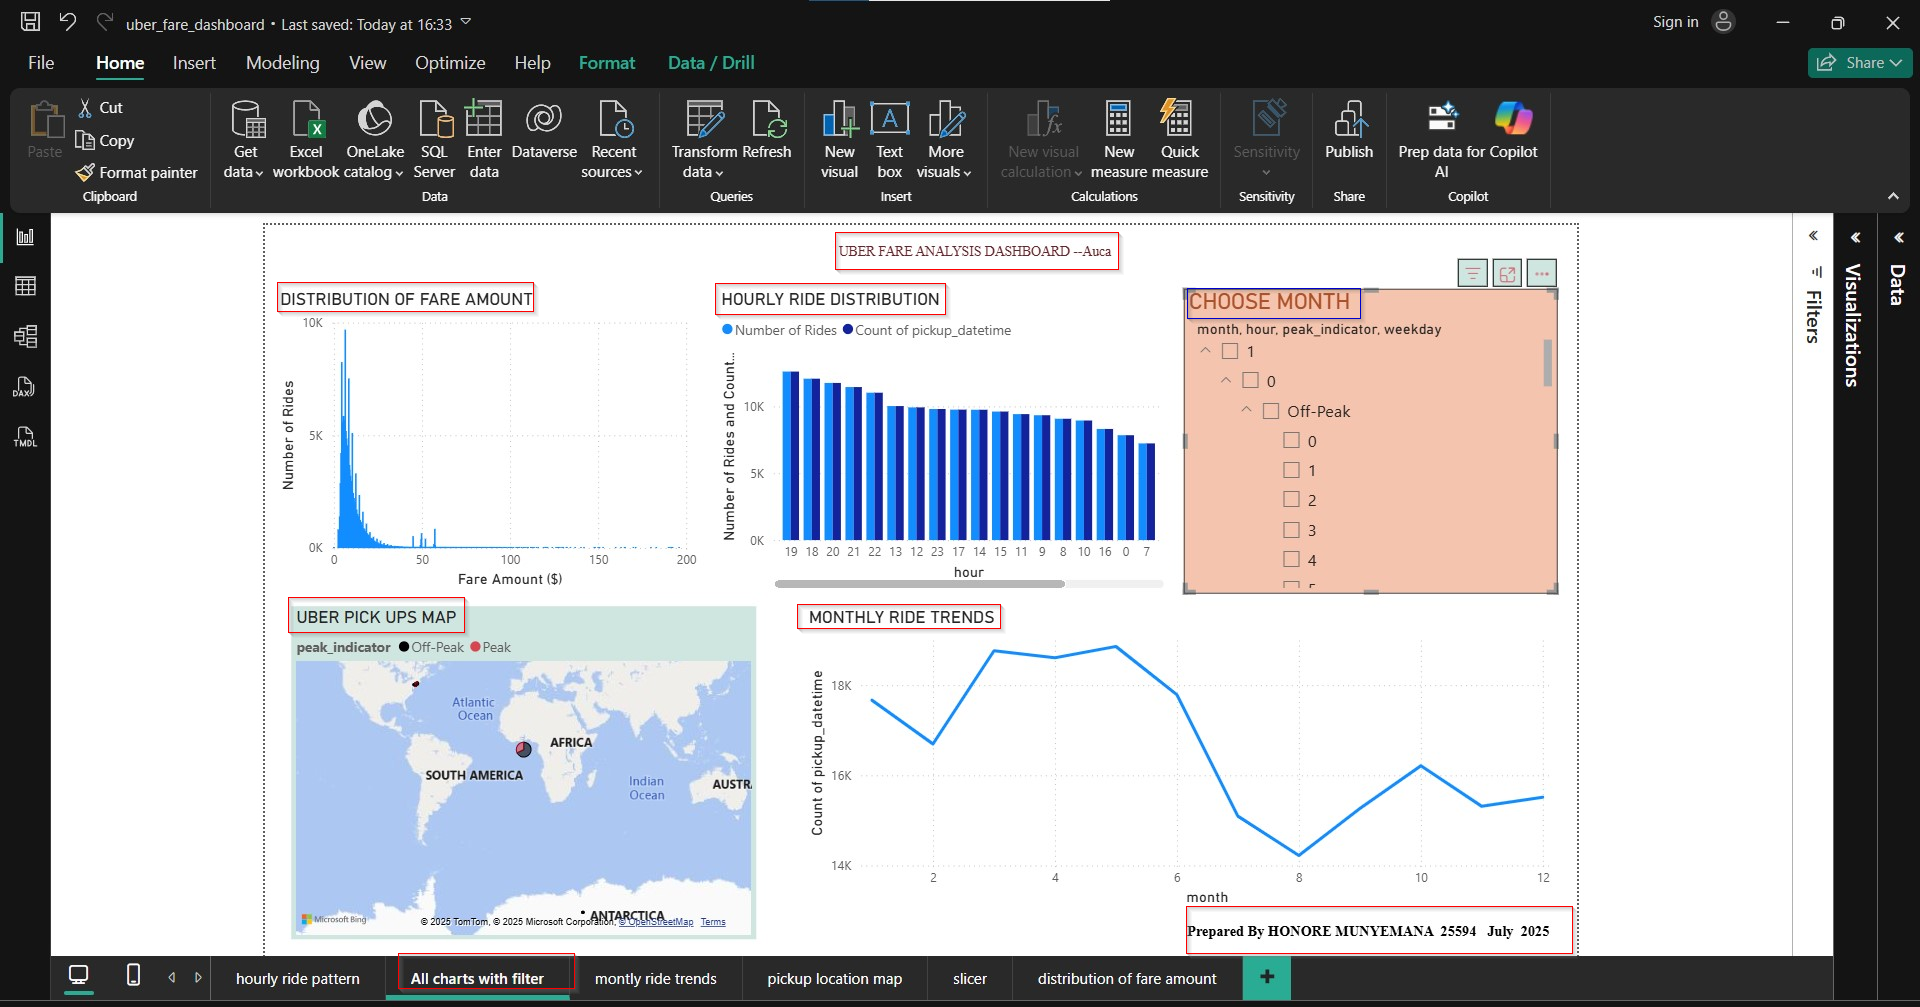 uber_fare_dashboard • Last saved: Today at 16:33
Sign in
File Home Insert Modeling View Optimize Help Format Data / Drill
Share
Paste
Cut
Copy
Format painter
Clipboard
Get data
Excel workbook
OneLake catalog
SQL Server
Enter data
Dataverse
Recent sources
Data
Transform data
Refresh
Queries
New visual
Text box
More visuals
Insert
New visual calculation
New measure
Quick measure
Calculations
Sensitivity
Sensitivity
Publish
Share
Prep data for AI
Copilot
Copilot
DAX
TMDL
UBER FARE ANALYSIS DASHBOARD --Auca
DISTRIBUTION OF FARE AMOUNT
10K
5K
0K
Number of Rides
0 50 100 150 200
Fare Amount ($)
HOURLY RIDE DISTRIBUTION
Number of Rides Count of pickup_datetime
Number of Rides and Count...
10K
5K
0K
19 18 20 21 22 13 12 23 17 14 15 11 9 8 10 16 0 7
hour
CHOOSE MONTH
month, hour, peak_indicator, weekday
1
0
Off-Peak
0
1
2
3
4
5
UBER PICK UPS MAP
peak_indicator Off-Peak Peak
Atlantic
Ocean
AFRICA
SOUTH AMERICA
Indian
Ocean
AUSTR
ANTARCTICA
Microsoft Bing
© 2025 TomTom, © 2025 Microsoft Corporation, © OpenStreetMap Terms
MONTHLY RIDE TRENDS
Count of pickup_datetime
18K
16K
14K
2 4 6 8 10 12
month
Prepared By HONORE MUNYEMANA 25594 July 2025
Filters
Visualizations
Data
hourly ride pattern
All charts with filter
montly ride trends
pickup location map
slicer
distribution of fare amount